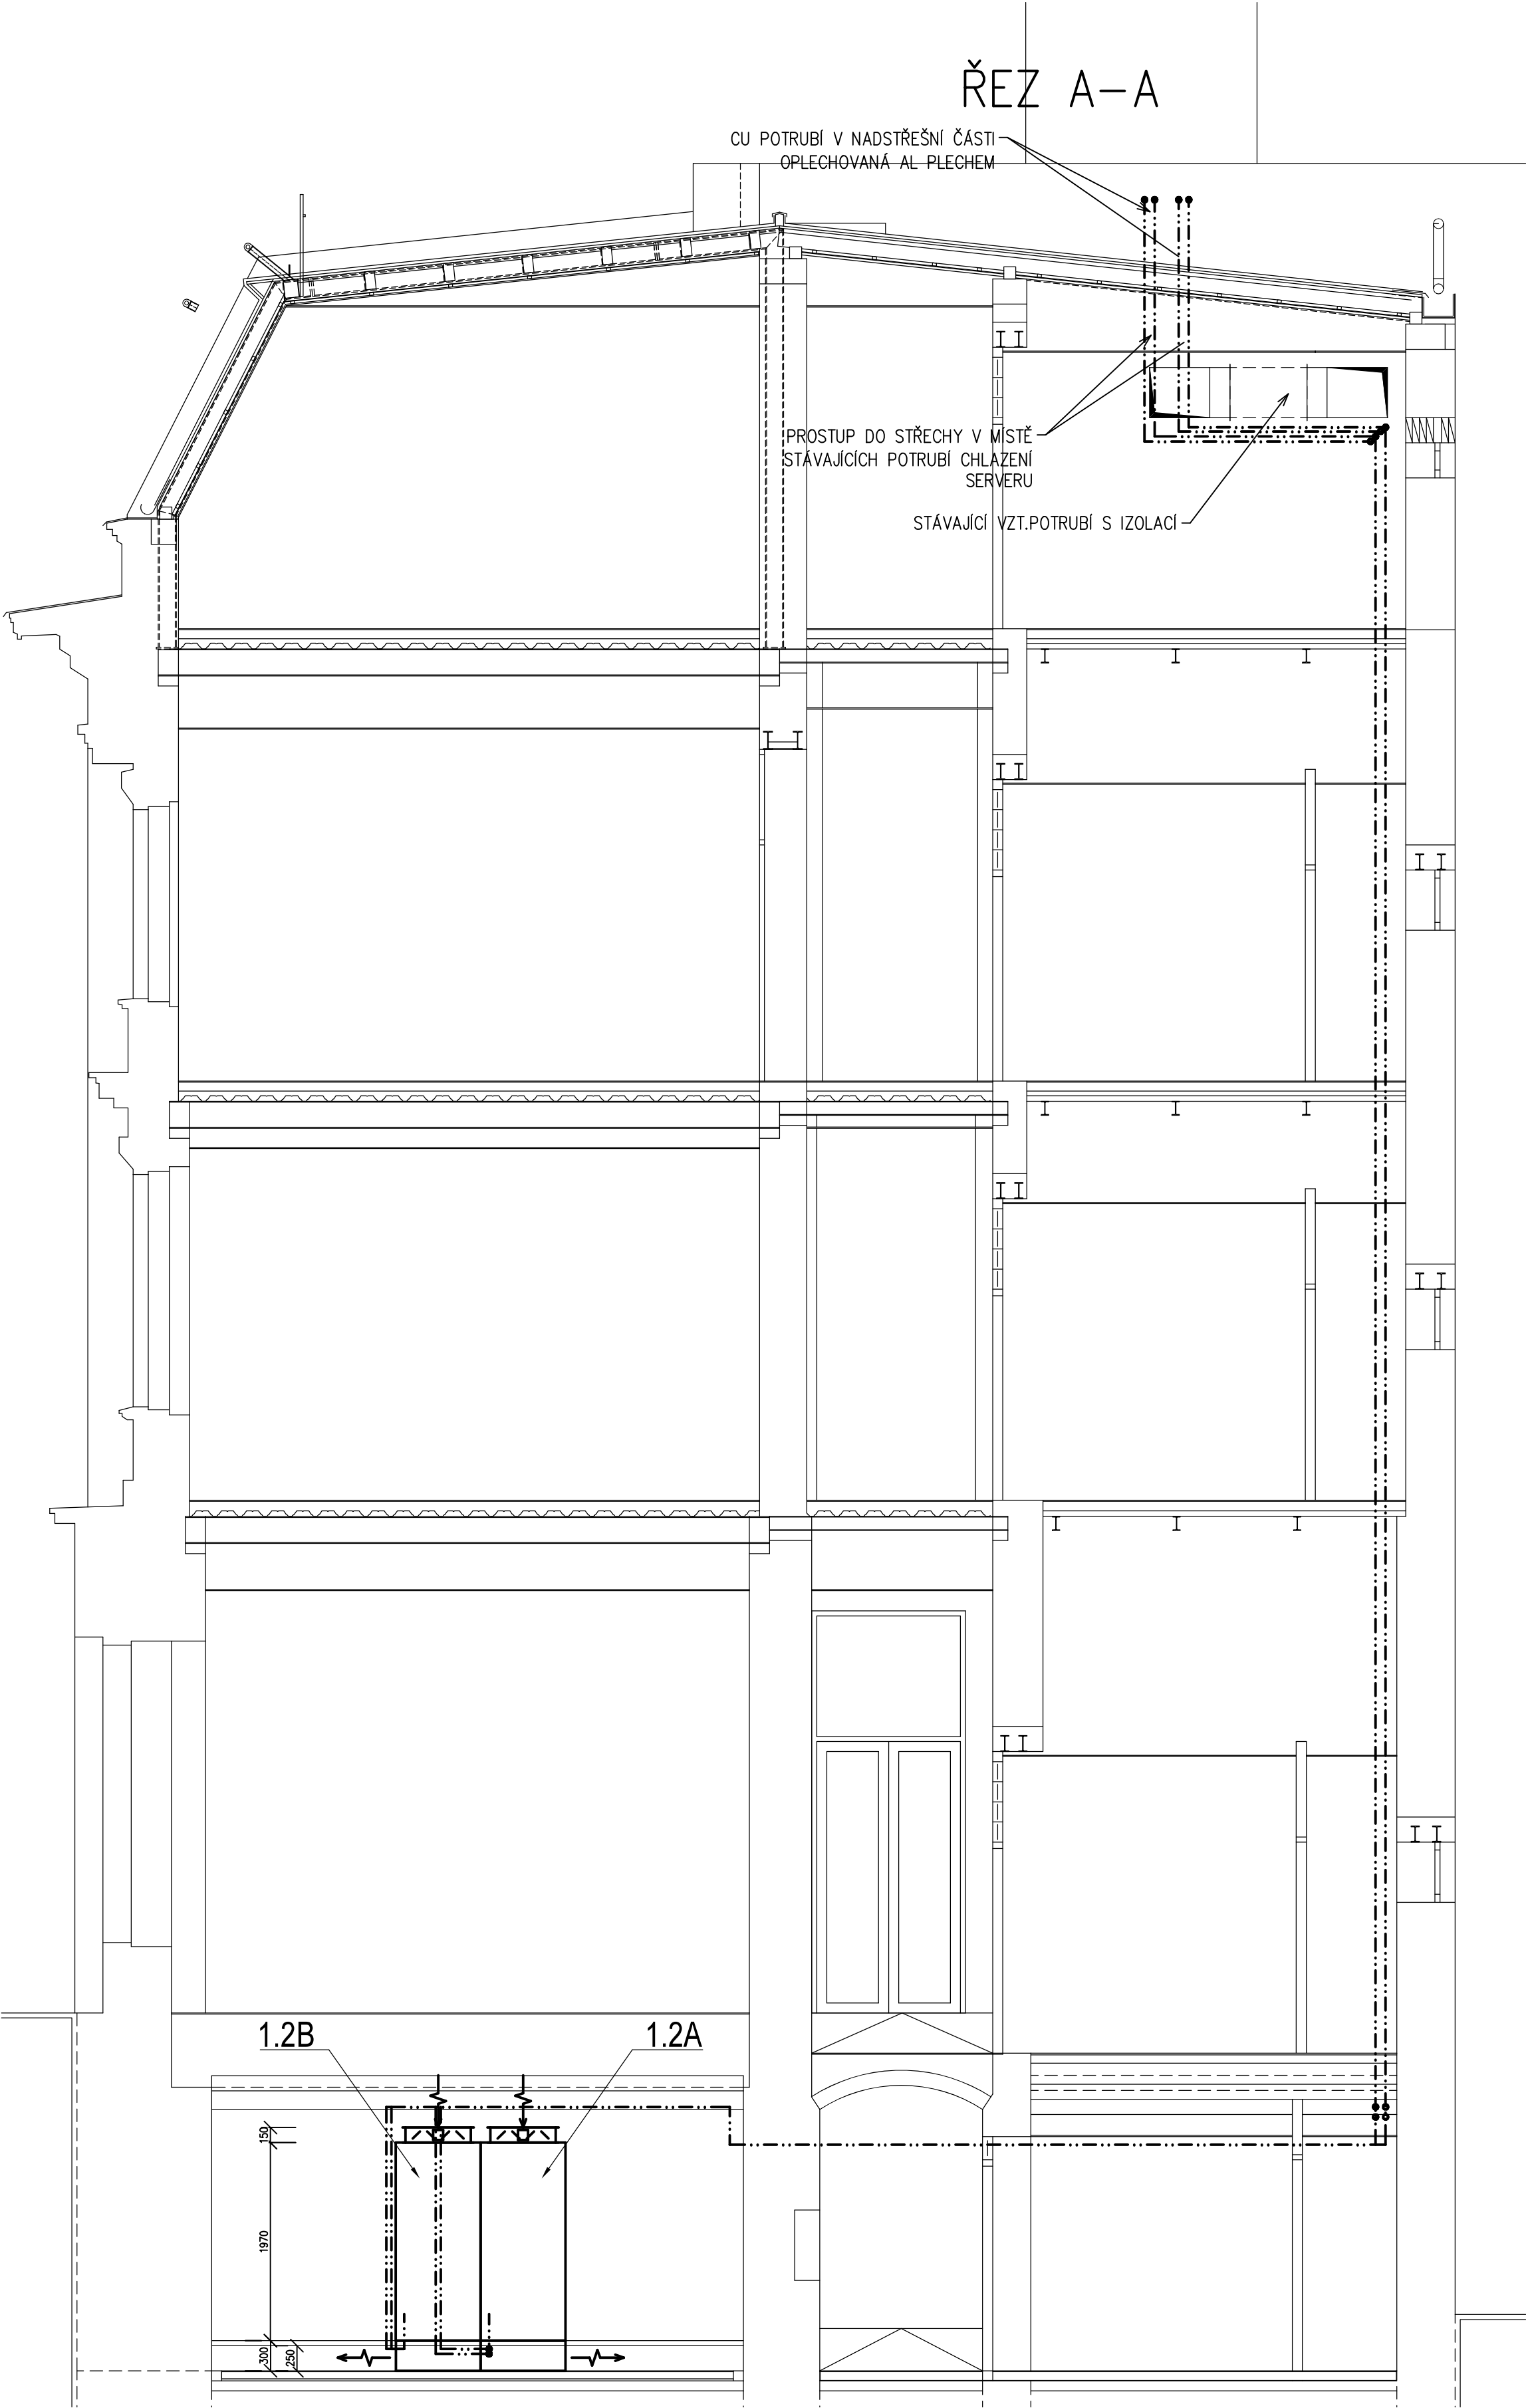 ŘEZ A-A
CU POTRUBÍ V NADSTŘEŠNÍ ČÁSTI
OPLECHOVANÁ AL PLECHEM
PROSTUP DO STŘECHY V MÍSTĚ
STÁVAJÍCÍCH POTRUBÍ CHLAZENÍ
SERVERU
STÁVAJÍCÍ VZT.POTRUBÍ S IZOLACÍ
1.2B
1.2A
150
1970
300
250